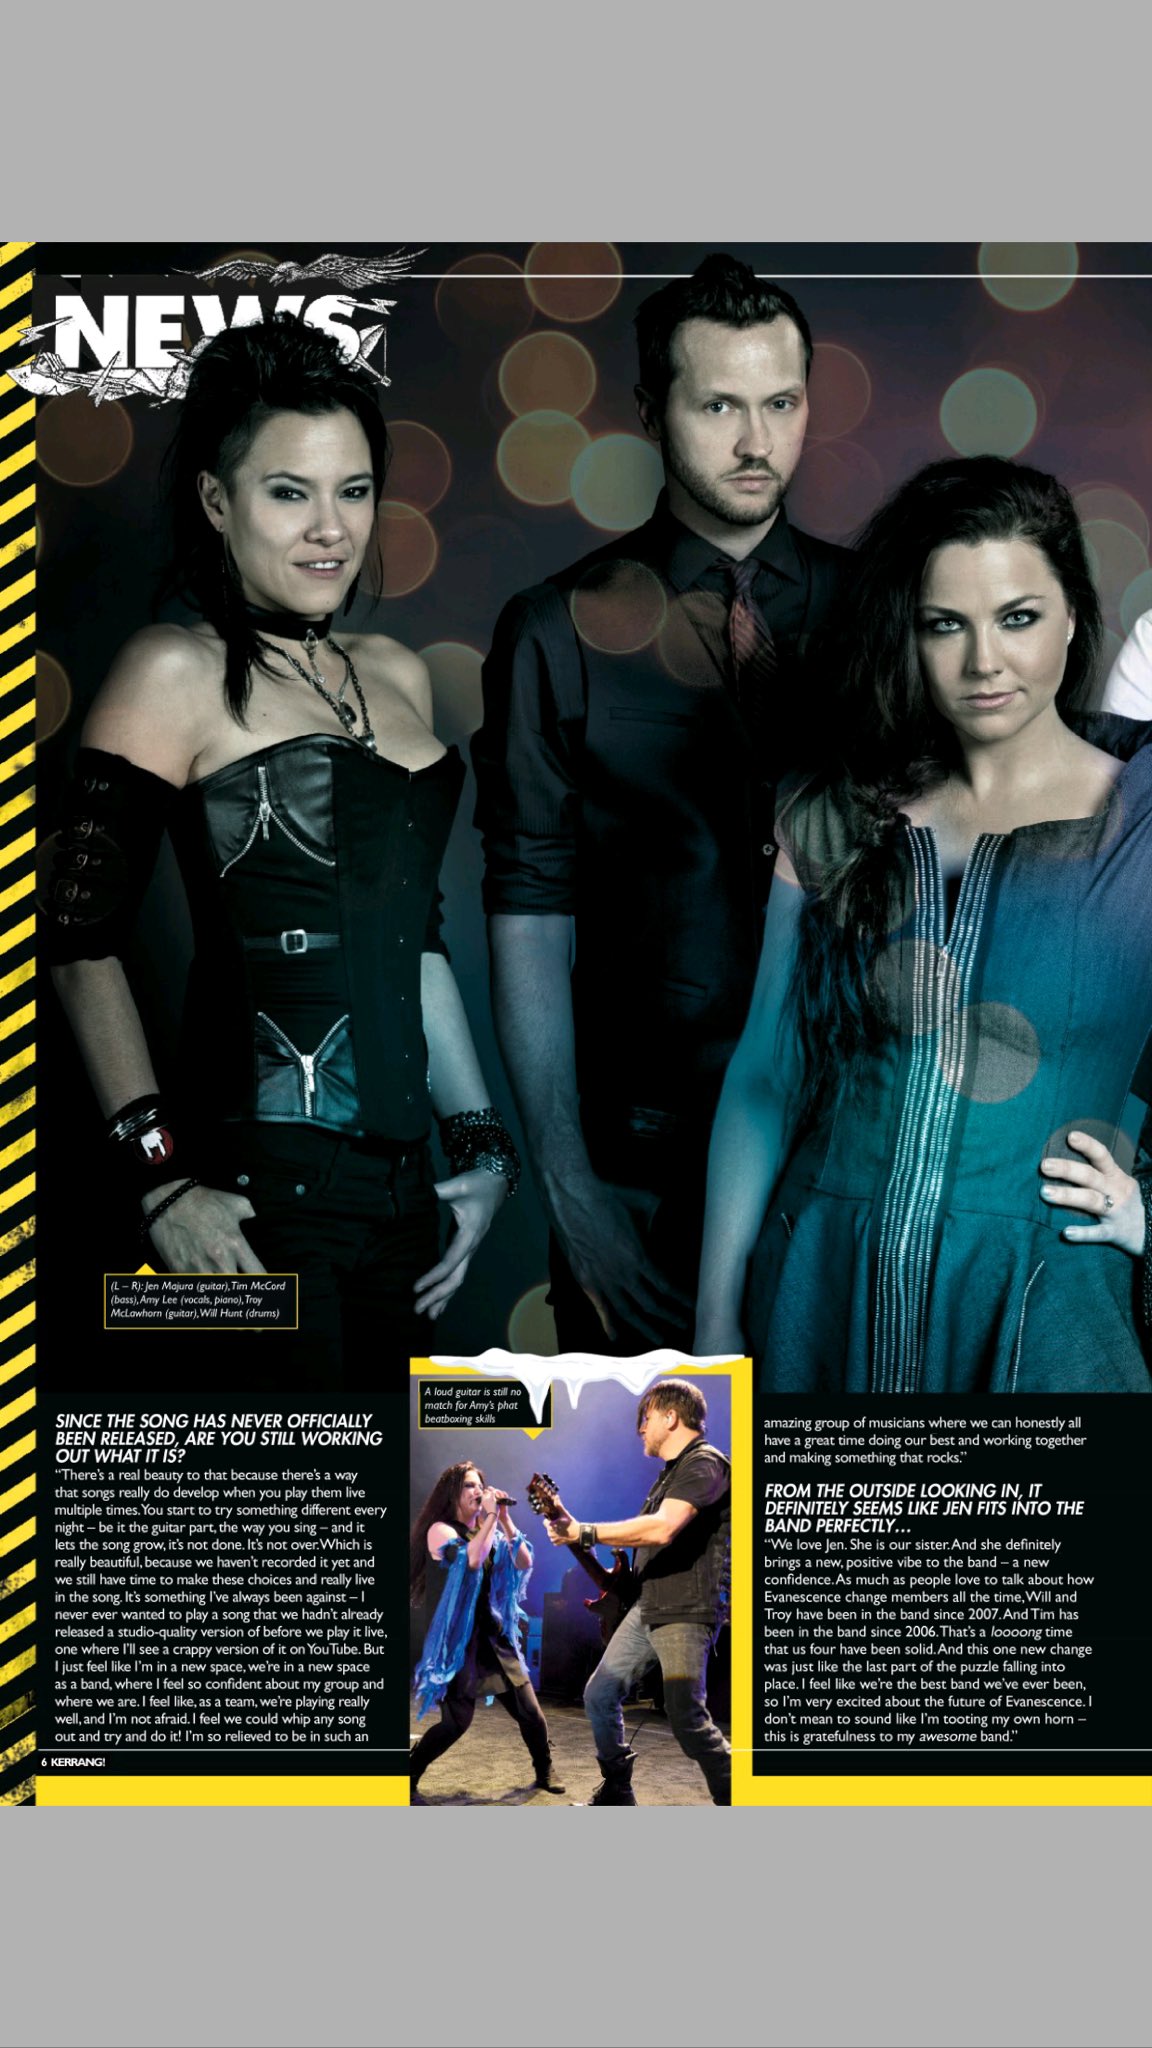 NEWS
(L – R): Jen Majura (guitar), Tim McCord
(bass), Amy Lee (vocals, piano), Troy
McLawhorn (guitar), Will Hunt (drums)
SINCE THE SONG HAS NEVER OFFICIALLY
BEEN RELEASED, ARE YOU STILL WORKING
OUT WHAT IT IS?
“There’s a real beauty to that because there’s a way
that songs really do develop when you play them live
multiple times. You start to try something different every
night – be it the guitar part, the way you sing – and it
lets the song grow, it’s not done. It’s not over. Which is
really beautiful, because we haven’t recorded it yet and
we still have time to make these choices and really live
in the song. It’s something I’ve always been against – I
never ever wanted to play a song that we hadn’t already
released a studio-quality version of before we play it live,
one where I’ll see a crappy version of it on YouTube. But
I just feel like I’m in a new space, we’re in a new space
as a band, where I feel so confident about my group and
where we are. I feel like, as a team, we’re playing really
well, and I’m not afraid. I feel we could whip any song
out and try and do it! I’m so relieved to be in such an
6 KERRANG!
A loud guitar is still no
match for Amy’s phat
beatboxing skills
amazing group of musicians where we can honestly all
have a great time doing our best and working together
and making something that rocks.”
FROM THE OUTSIDE LOOKING IN, IT
DEFINITELY SEEMS LIKE JEN FITS INTO THE
BAND PERFECTLY…
“We love Jen. She is our sister. And she definitely
brings a new, positive vibe to the band – a new
confidence. As much as people love to talk about how
Evanescence change members all the time, Will and
Troy have been in the band since 2007. And Tim has
been in the band since 2006. That’s a loooong time
that us four have been solid. And this one new change
was just like the last part of the puzzle falling into
place. I feel like we’re the best band we’ve ever been,
so I’m very excited about the future of Evanescence. I
don’t mean to sound like I’m tooting my own horn –
this is gratefulness to my awesome band.”